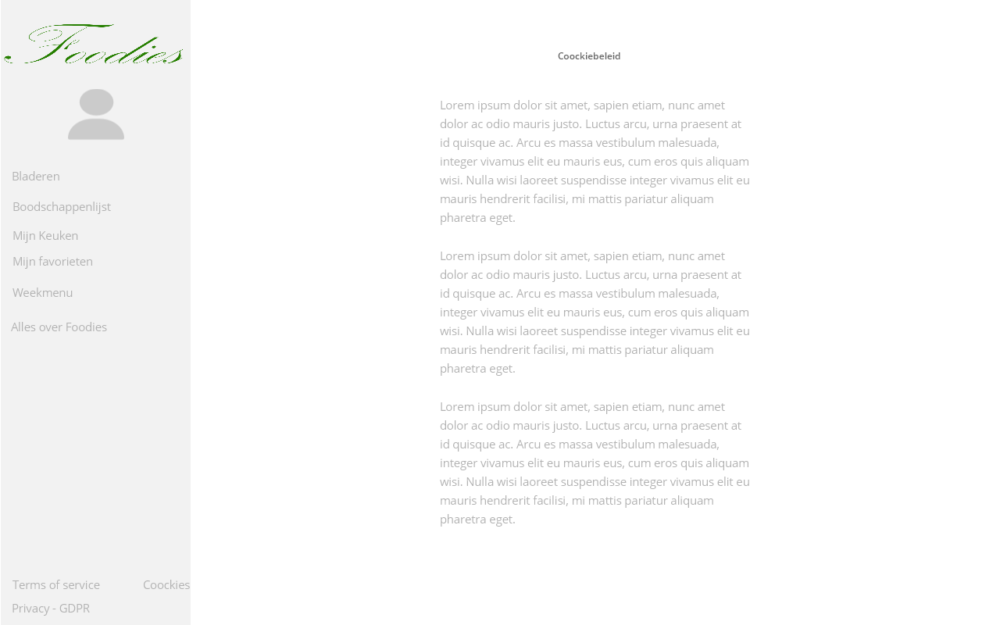 Foodies
Bladeren
Boodschappenlijst
Mijn Keuken
Mijn favorieten
Weekmenu
Alles over Foodies
Terms of service
Coockies
Privacy - GDPR
Coockiebeleid
Lorem ipsum dolor sit amet, sapien etiam, nunc amet
dolor ac odio mauris justo. Luctus arcu, urna praesent at
id quisque ac. Arcu es massa vestibulum malesuada,
integer vivamus elit eu mauris eus, cum eros quis aliquam
wisi. Nulla wisi laoreet suspendisse integer vivamus elit eu
mauris hendrerit facilisi, mi mattis pariatur aliquam
pharetra eget.
Lorem ipsum dolor sit amet, sapien etiam, nunc amet
dolor ac odio mauris justo. Luctus arcu, urna praesent at
id quisque ac. Arcu es massa vestibulum malesuada,
integer vivamus elit eu mauris eus, cum eros quis aliquam
wisi. Nulla wisi laoreet suspendisse integer vivamus elit eu
mauris hendrerit facilisi, mi mattis pariatur aliquam
pharetra eget.
Lorem ipsum dolor sit amet, sapien etiam, nunc amet
dolor ac odio mauris justo. Luctus arcu, urna praesent at
id quisque ac. Arcu es massa vestibulum malesuada,
integer vivamus elit eu mauris eus, cum eros quis aliquam
wisi. Nulla wisi laoreet suspendisse integer vivamus elit eu
mauris hendrerit facilisi, mi mattis pariatur aliquam
pharetra eget.